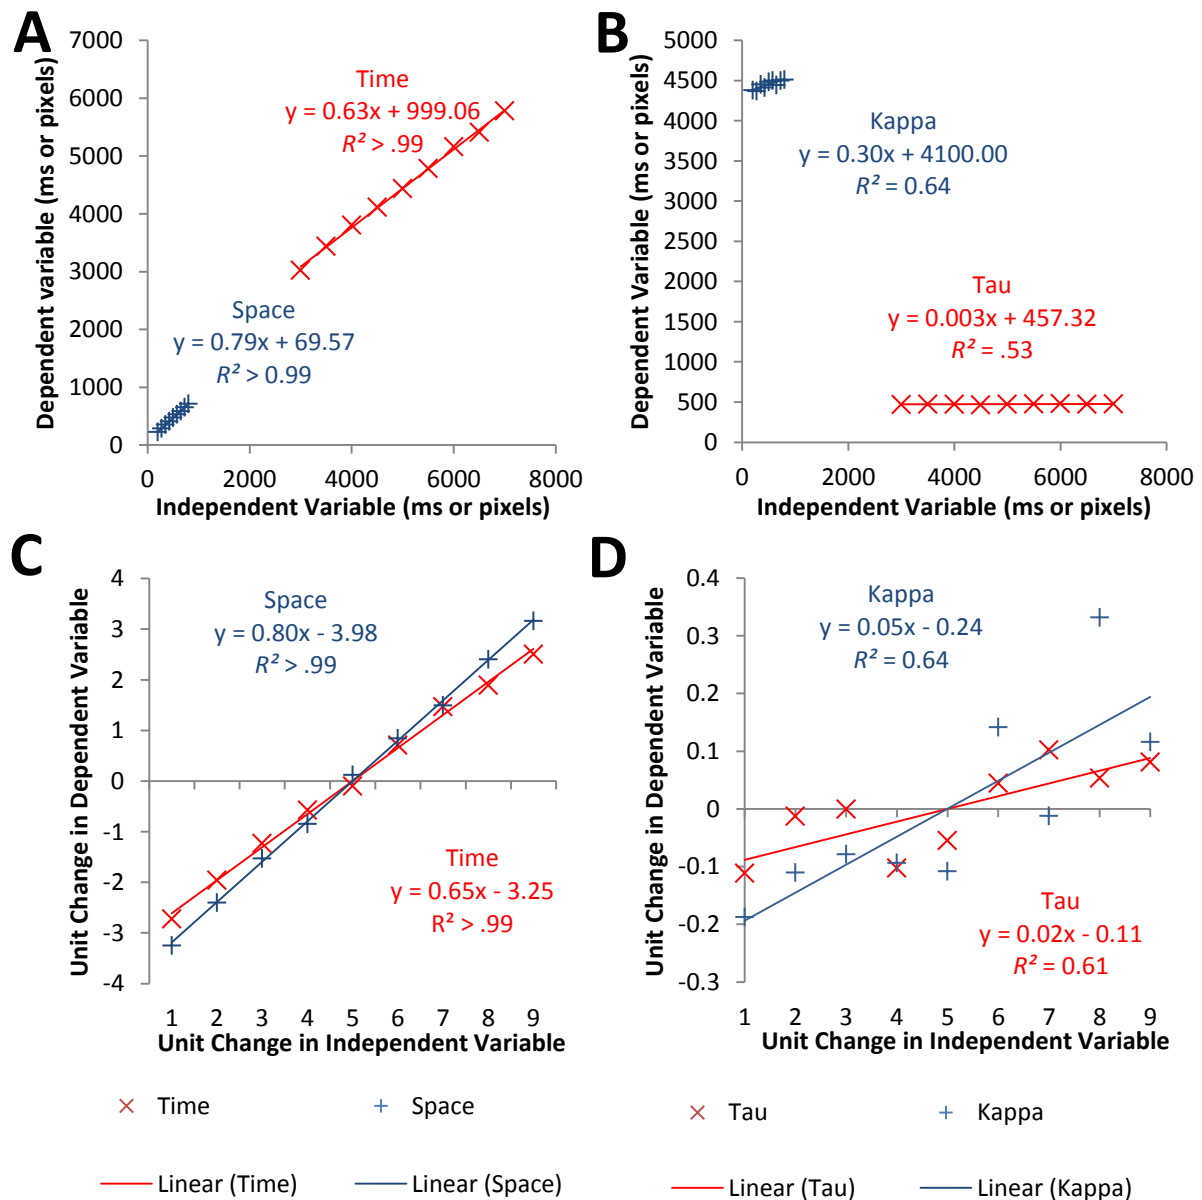 A
Dependent variable (ms or pixels)
7000
6000
5000
4000
3000
2000
1000
0
Time
y = 0.63x + 999.06
R² > .99
Space
y = 0.79x + 69.57
R² > 0.99
0 2000 4000 6000 8000
Independent Variable (ms or pixels)
B
Dependent Variable (ms or pixels)
5000
4500
4000
3500
3000
2500
2000
1500
1000
500
0
Kappa
y = 0.30x + 4100.00
R² = 0.64
Tau
y = 0.003x + 457.32
R² = .53
0 2000 4000 6000 8000
Independent Variable (ms or pixels)
C
Unit Change in Dependent Variable
4
3
2
1
0
-1
-2
-3
-4
Space
y = 0.80x - 3.98
R² > .99
Time
y = 0.65x - 3.25
R² > .99
1 2 3 4 5 6 7 8 9
Unit Change in Independent Variable
Time Space
Linear (Time) Linear (Space)
D
Unit Change in Dependent Variable
0.4
0.3
0.2
0.1
0
-0.1
-0.2
-0.3
Kappa
y = 0.05x - 0.24
R² = 0.64
Tau
y = 0.02x - 0.11
R² = 0.61
1 2 3 4 5 6 7 8 9
Unit Change in Independent Variable
Tau Kappa
Linear (Tau) Linear (Kappa)